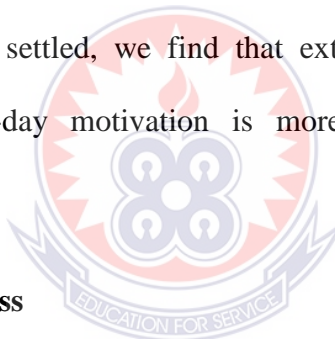 settled, we find that ext
-day motivation is more
ss
EDUCATION FOR SERVICE